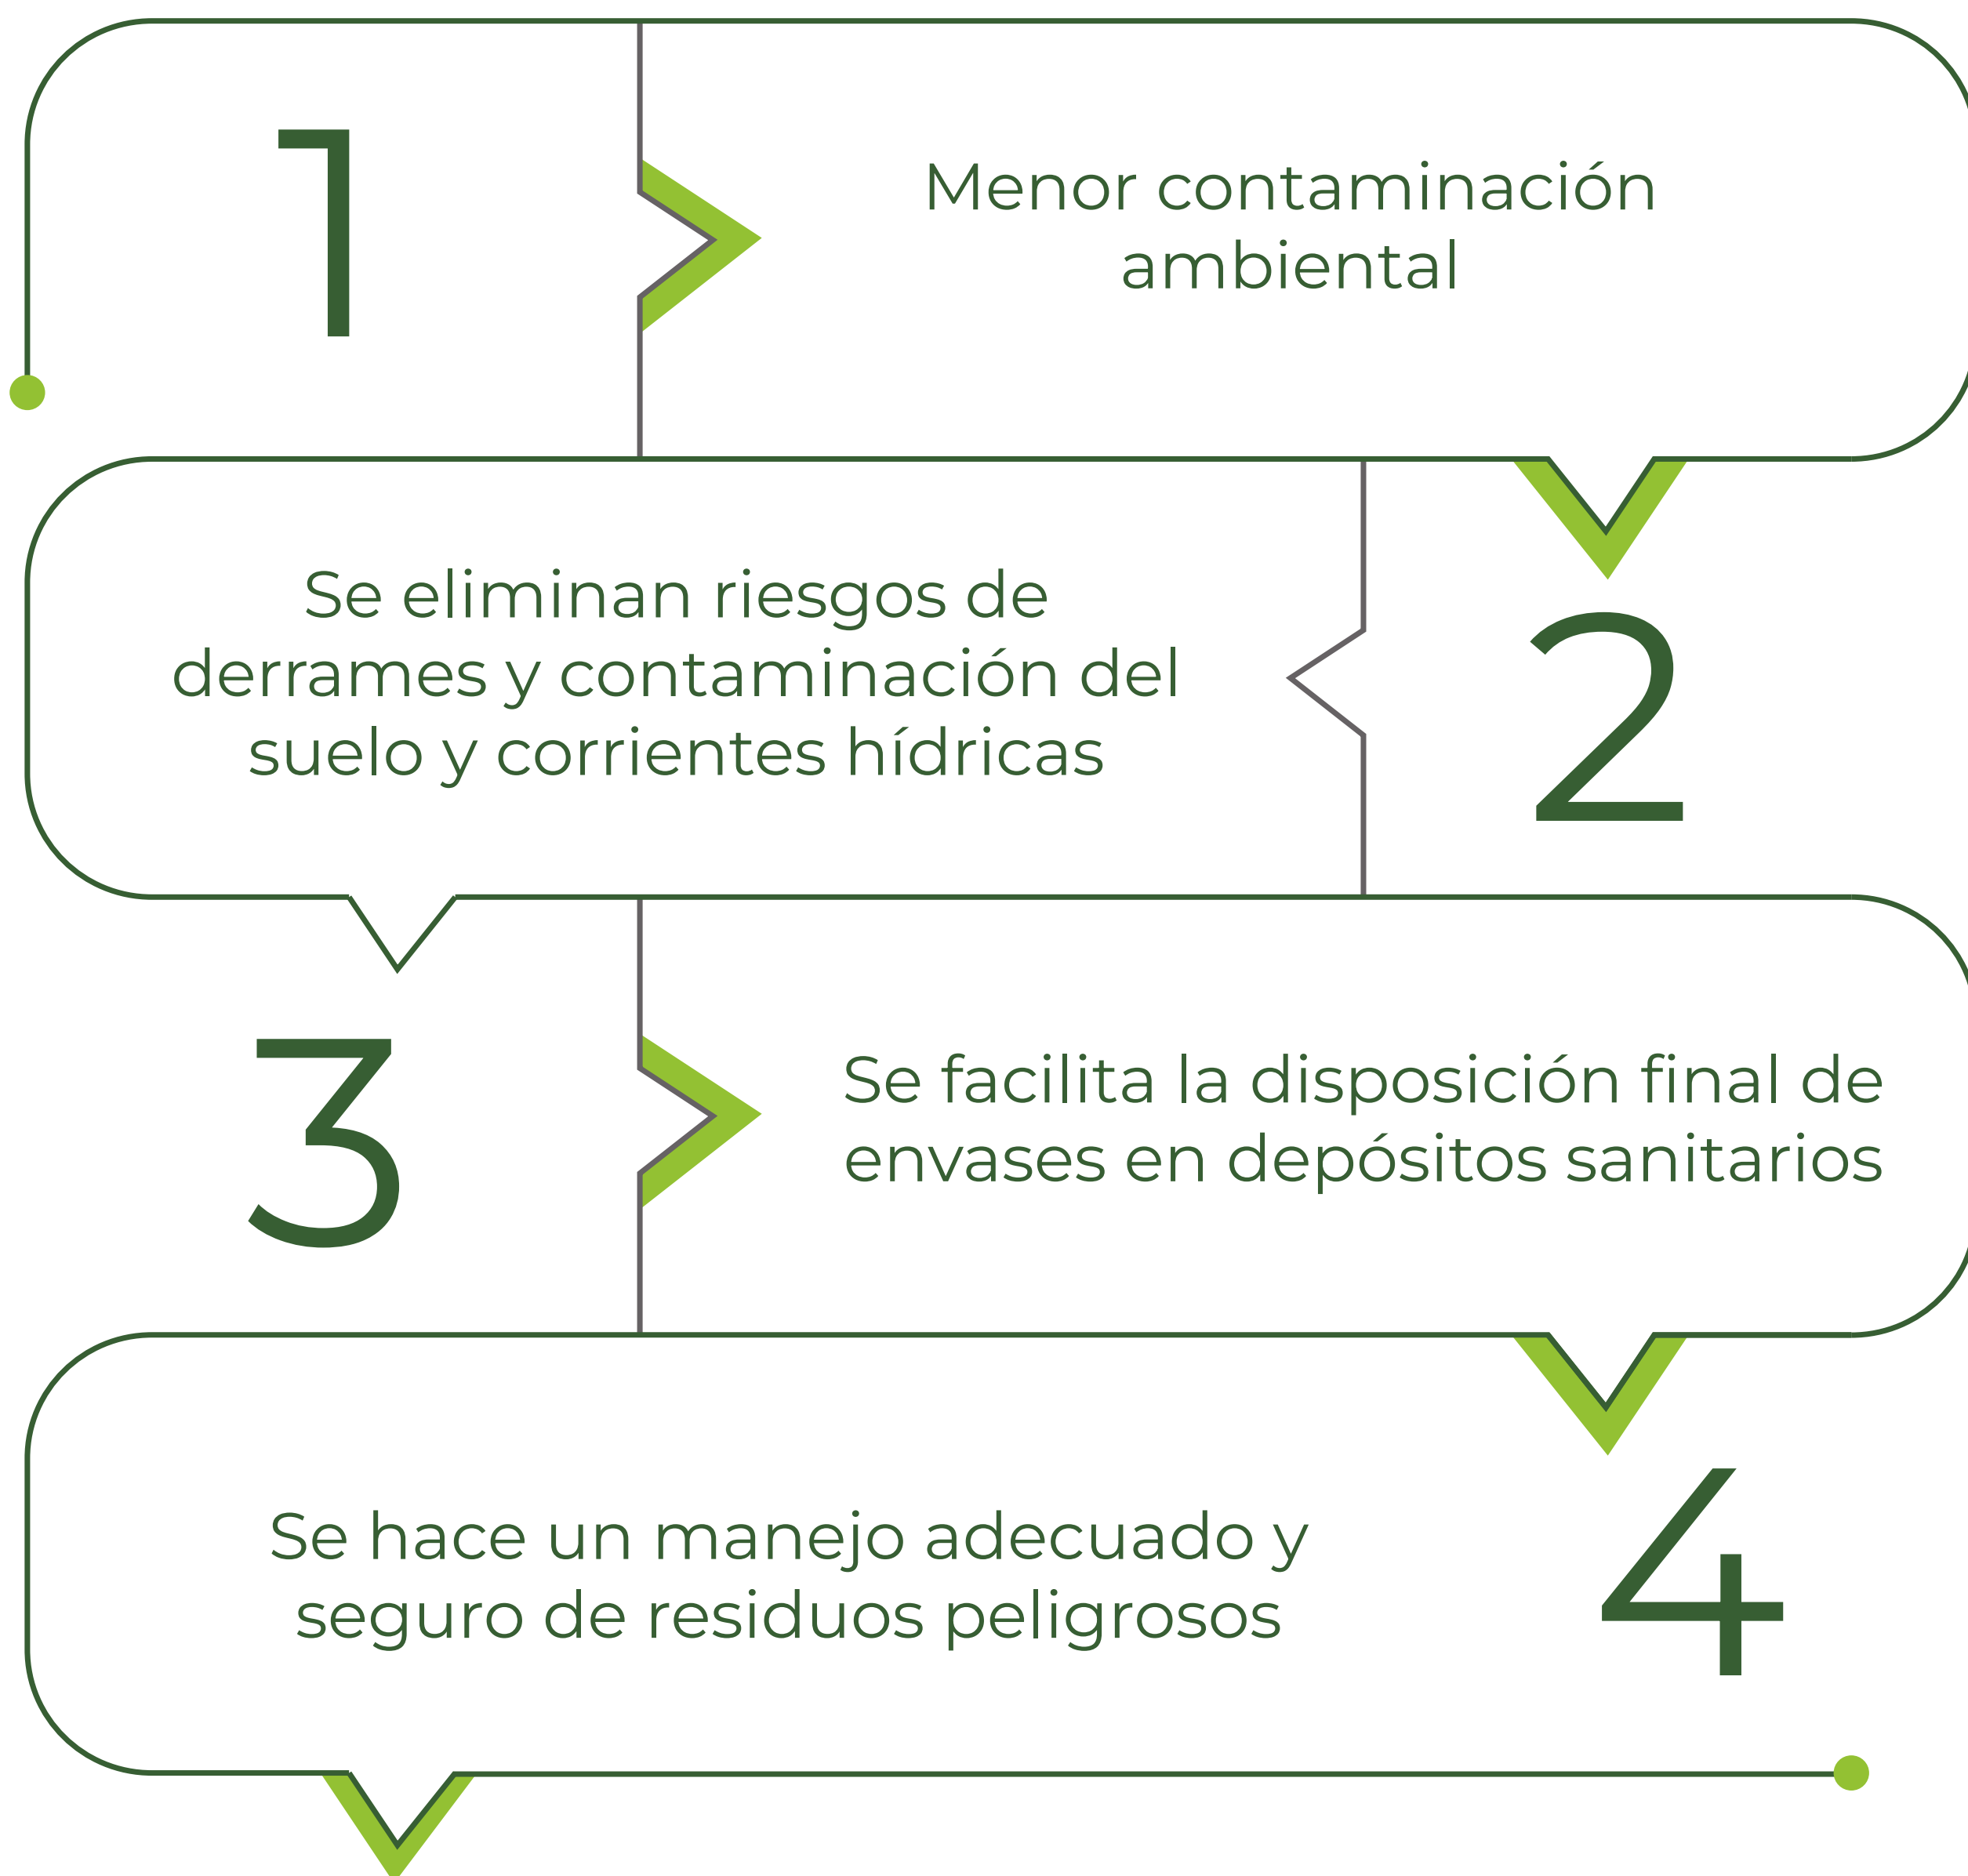 1
Menor contaminación
ambiental
Se eliminan riesgos de
derrames y contaminación del
suelo y corrientes hídricas
2
3
Se facilita la disposición final de
envases en depósitos sanitarios
Se hace un manejo adecuado y
seguro de residuos peligrosos
4